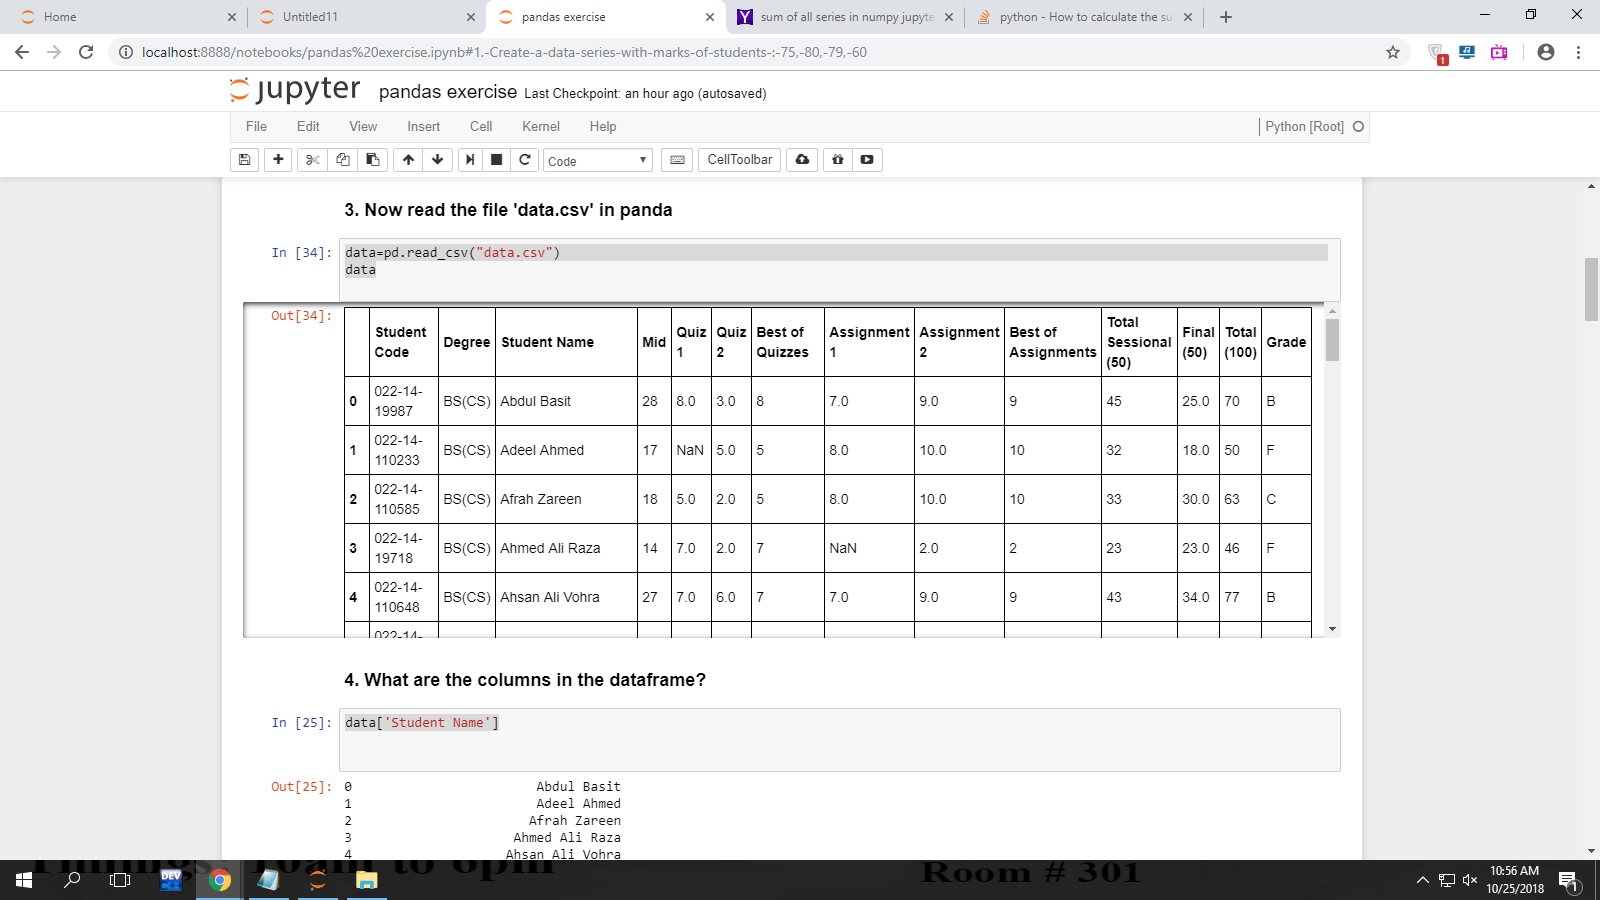 Home
Untitled11
pandas exercise
sum of all series in numpy jupyte
python - How to calculate the su
localhost:8888/notebooks/pandas%20exercise.ipynb#1.-Create-a-data-series-with-marks-of-students-:-75,-80,-79,-60
1
jupyter pandas exercise Last Checkpoint: an hour ago (autosaved)
File Edit View Insert Cell Kernel Help
Python [Root]
Code
CellToolbar
3. Now read the file 'data.csv' in panda
In [34]: data=pd.read_csv("data.csv")
data
Out[34]:
Student Code Degree Student Name Mid Quiz 1 Quiz 2 Best of Quizzes Assignment 1 Assignment 2 Best of Assignments Total Sessional (50) Final (50) Total (100) Grade
0 022-14-19987 BS(CS) Abdul Basit 28 8.0 3.0 8 7.0 9.0 9 45 25.0 70 B
1 022-14-110233 BS(CS) Adeel Ahmed 17 NaN 5.0 5 8.0 10.0 10 32 18.0 50 F
2 022-14-110585 BS(CS) Afrah Zareen 18 5.0 2.0 5 8.0 10.0 10 33 30.0 63 C
3 022-14-19718 BS(CS) Ahmed Ali Raza 14 7.0 2.0 7 NaN 2.0 2 23 23.0 46 F
4 022-14-110648 BS(CS) Ahsan Ali Vohra 27 7.0 6.0 7 7.0 9.0 9 43 34.0 77 B
022-14-
4. What are the columns in the dataframe?
In [25]: data['Student Name']
Out[25]: 0 Abdul Basit
1 Adeel Ahmed
2 Afrah Zareen
3 Ahmed Ali Raza
4 Ahsan Ali Vohra
Timings: 10am to 6pm
Room # 301
DEV
10:56 AM
10/25/2018
1